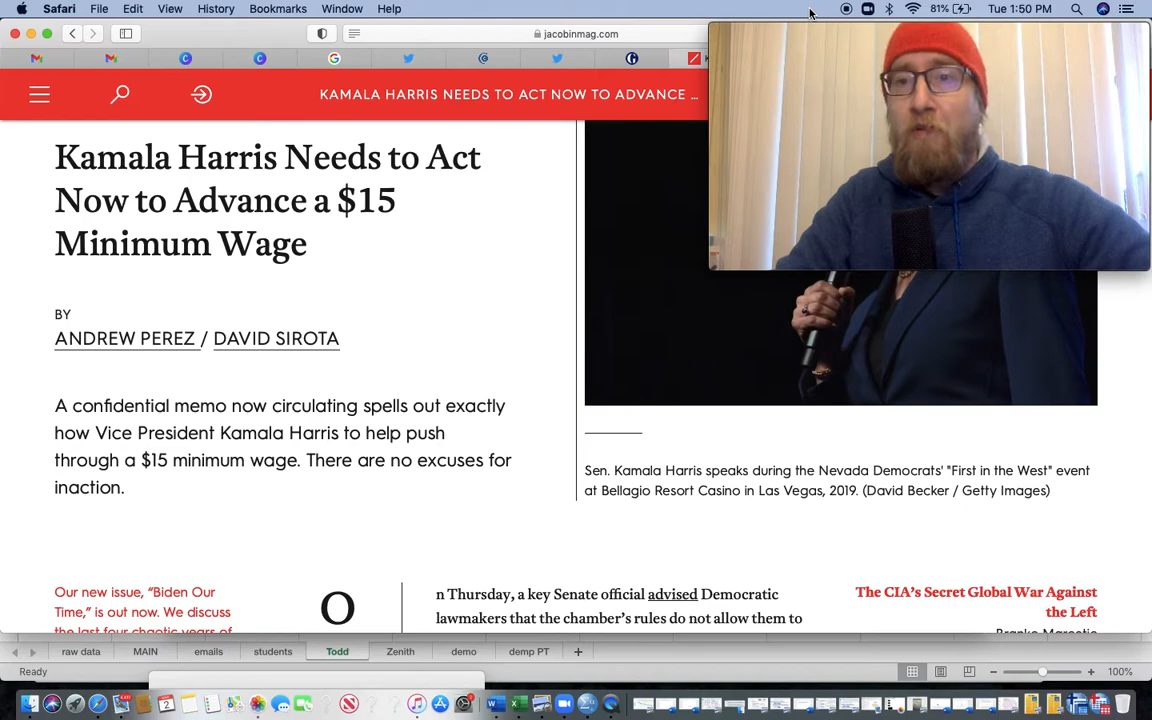 Safari File Edit View History Bookmarks Window Help
81%
Tue 1:50 PM
jacobinmag.com
KAMALA HARRIS NEEDS TO ACT NOW TO ADVANCE ...
Kamala Harris Needs to Act
Now to Advance a $15
Minimum Wage
BY
ANDREW PEREZ / DAVID SIROTA
A confidential memo now circulating spells out exactly
how Vice President Kamala Harris to help push
through a $15 minimum wage. There are no excuses for
inaction.
Sen. Kamala Harris speaks during the Nevada Democrats' "First in the West" event
at Bellagio Resort Casino in Las Vegas, 2019. (David Becker / Getty Images)
Our new issue, “Biden Our
Time,” is out now. We discuss
the last four chaotic years of
O
n Thursday, a key Senate official advised Democratic
lawmakers that the chamber’s rules do not allow them to
The CIA’s Secret Global War Against
the Left
raw data MAIN emails students Todd Zenith demo demp PT
Ready
100%